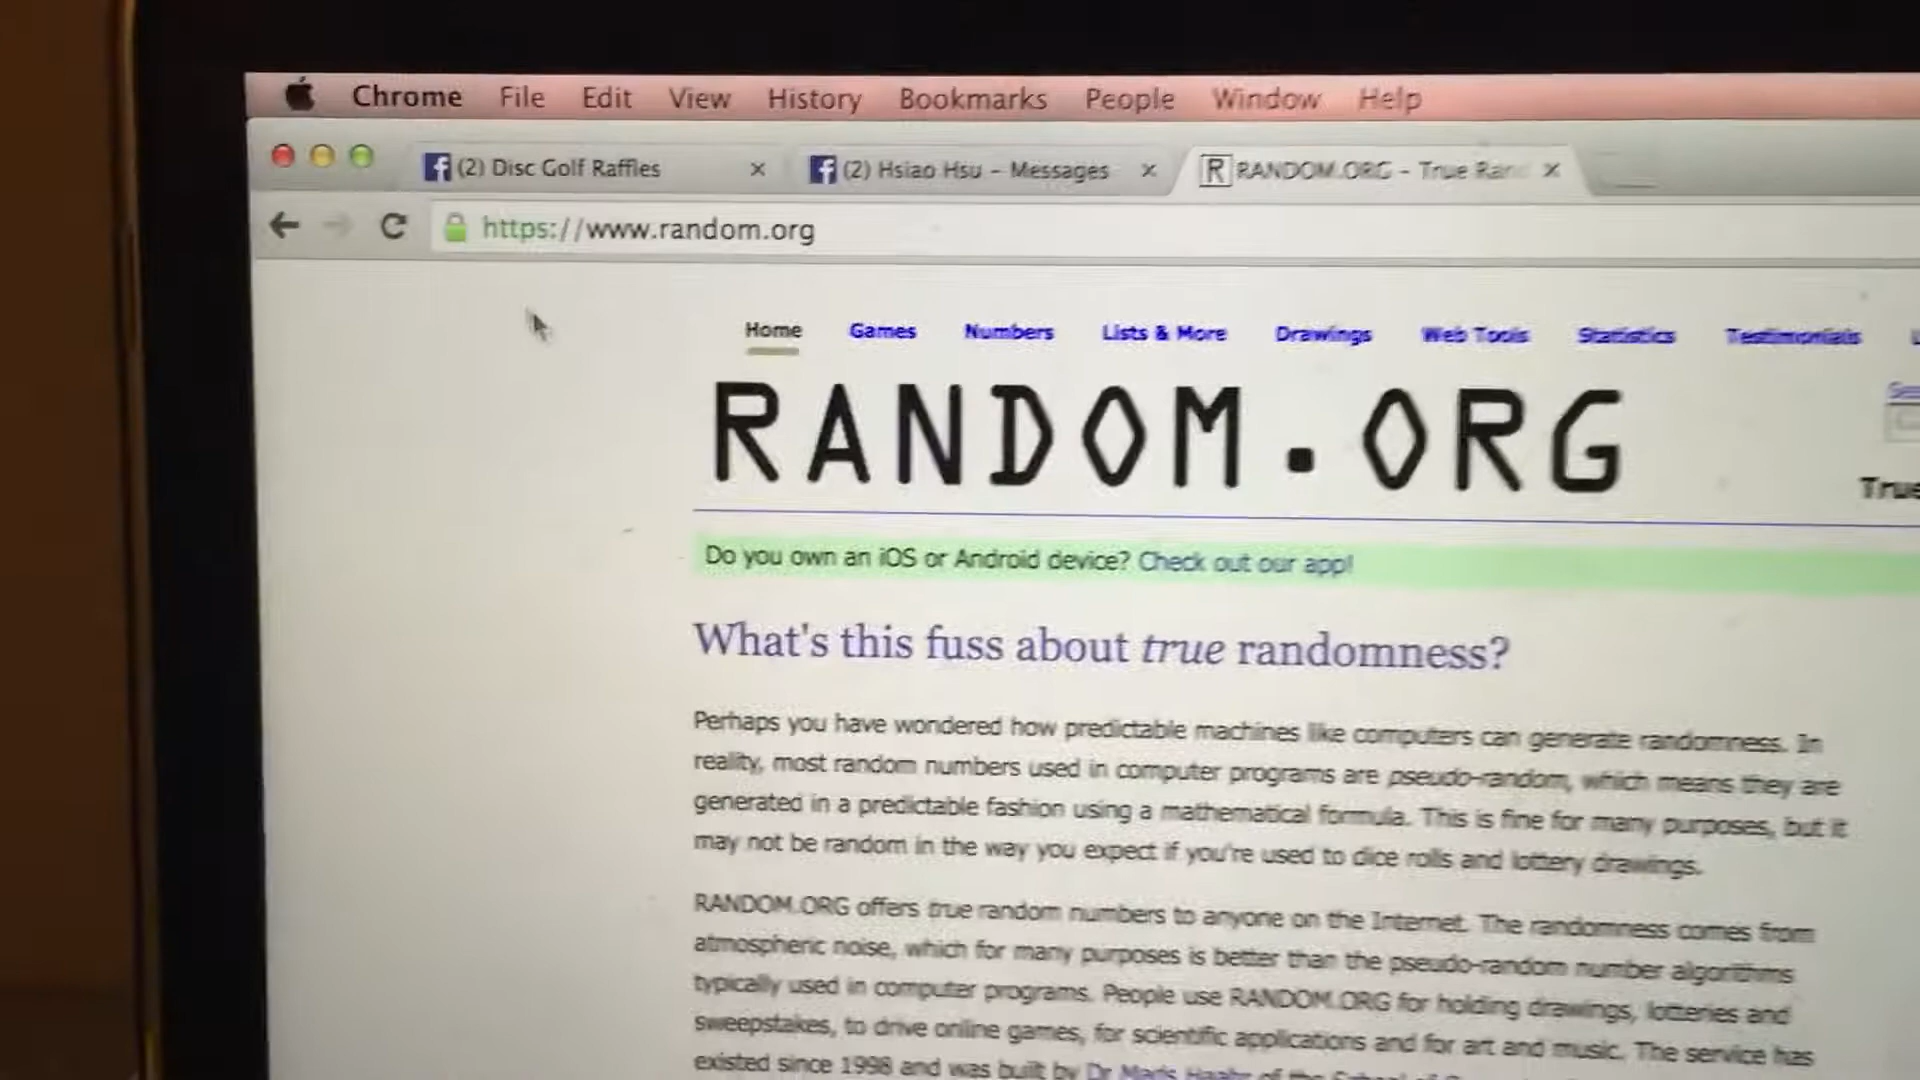 Chrome File Edit View History Bookmarks People Window Help
(2) Disc Golf Raffles (2) Hsiao Hsu – Messages RANDOM.ORG – True Rand
https://www.random.org
Home Games Numbers Lists & More Drawings Web Tools Statistics Testimonials
RANDOM.ORG
True
Do you own an iOS or Android device? Check out our app!
What's this fuss about true randomness?
Perhaps you have wondered how predictable machines like computers can generate randomness. In
reality, most random numbers used in computer programs are pseudo-random, which means they are
generated in a predictable fashion using a mathematical formula. This is fine for many purposes, but it
may not be random in the way you expect if you're used to dice rolls and lottery drawings.
RANDOM.ORG offers true random numbers to anyone on the Internet. The randomness comes from
atmospheric noise, which for many purposes is better than the pseudo-random number algorithms
typically used in computer programs. People use RANDOM.ORG for holding drawings, lotteries and
sweepstakes, to drive online games, for scientific applications and for art and music. The service has
existed since 1998 and was built by Dr Mads Haahr of the School of